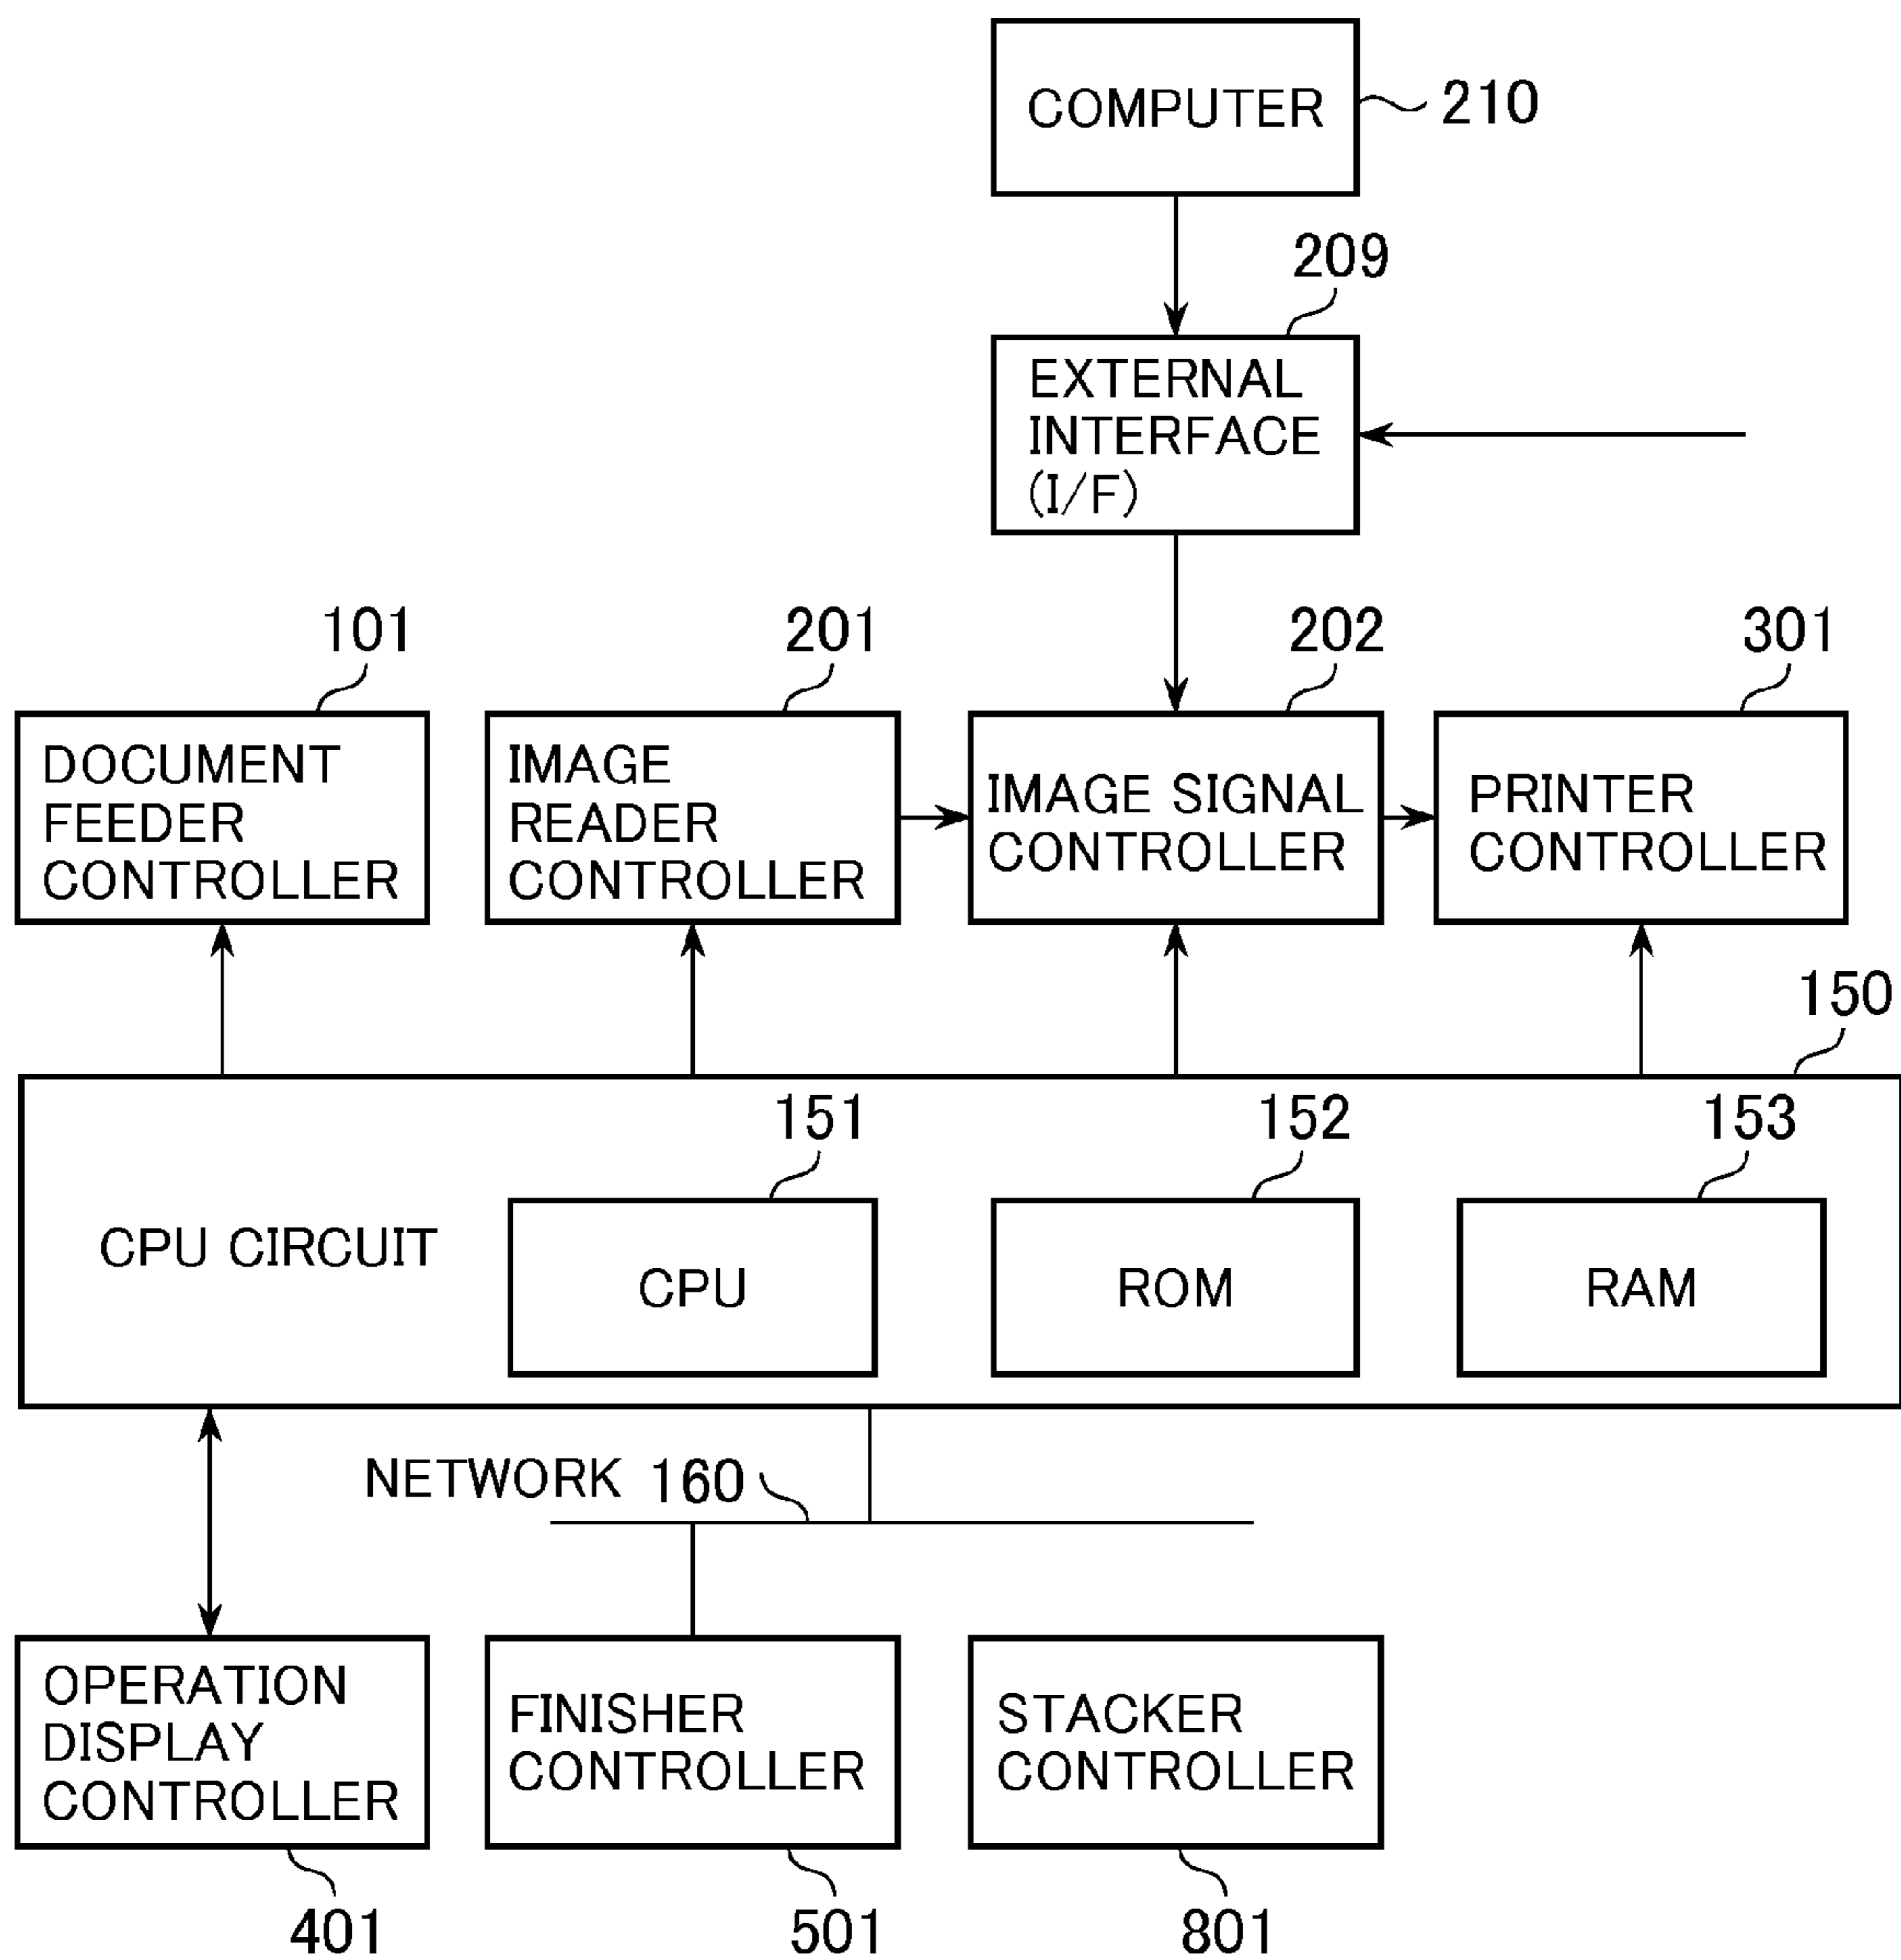 COMPUTER
210
209
EXTERNAL
INTERFACE
(I/F)
101
201
202
301
DOCUMENT
FEEDER
CONTROLLER
IMAGE
READER
CONTROLLER
IMAGE SIGNAL
CONTROLLER
PRINTER
CONTROLLER
150
151
152
153
CPU CIRCUIT
CPU
ROM
RAM
NETWORK 160
OPERATION
DISPLAY
CONTROLLER
FINISHER
CONTROLLER
STACKER
CONTROLLER
401
501
801